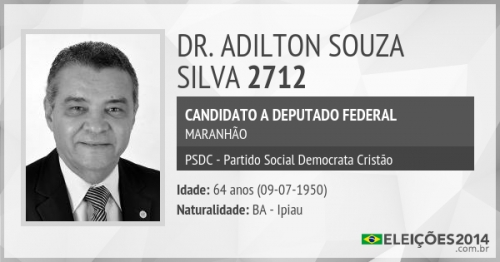 DR. ADILTON SOUZA
SILVA 2712
CANDIDATO A DEPUTADO FEDERAL
MARANHÃO
PSDC - Partido Social Democrata Cristão
Idade: 64 anos (09-07-1950)
Naturalidade: BA - Ipiau
ELEIÇÕES2014
.com.br